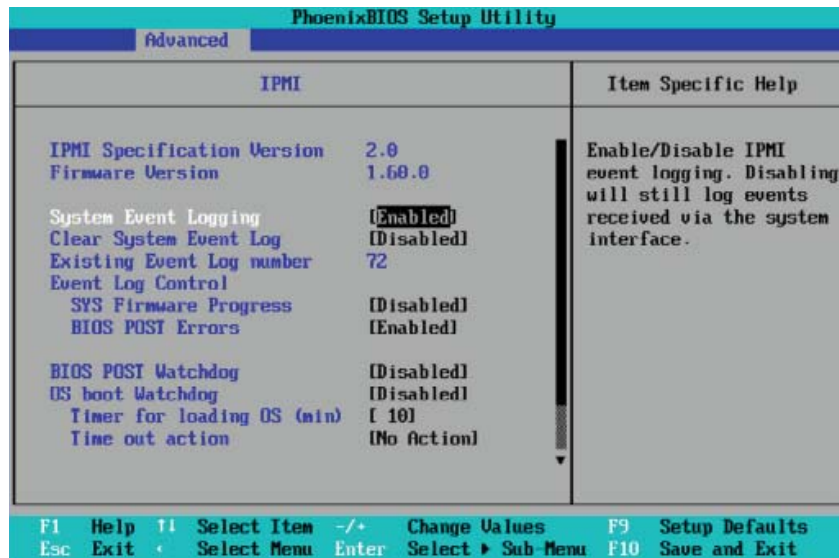 PhoenixBIOS Setup Utility
Advanced
IPMI
Item Specific Help
IPMI Specification Version 2.0
Firmware Version 1.60.0
System Event Logging [Enabled]
Clear System Event Log [Disabled]
Existing Event Log number 72
Event Log Control
SYS Firmware Progress [Disabled]
BIOS POST Errors [Enabled]
BIOS POST Watchdog [Disabled]
OS boot Watchdog [Disabled]
Timer for loading OS (min) [ 10]
Time out action [No Action]
Enable/Disable IPMI
event logging. Disabling
will still log events
received via the system
interface.
F1 Help ↑↓ Select Item -/+ Change Values F9 Setup Defaults
Esc Exit ‹ Select Menu Enter Select ▶ Sub-Menu F10 Save and Exit